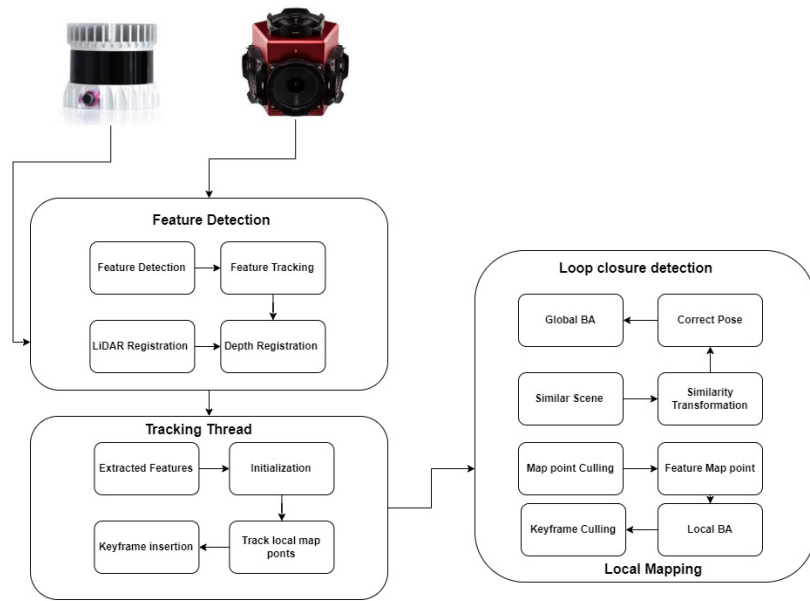 Feature Detection
Feature Detection
Feature Tracking
LiDAR Registration
Depth Registration
Tracking Thread
Extracted Features
Initialization
Keyframe insertion
Track local map
ponts
Loop closure detection
Global BA
Correct Pose
Similar Scene
Similarity
Transformation
Map point Culling
Feature Map point
Keyframe Culling
Local BA
Local Mapping